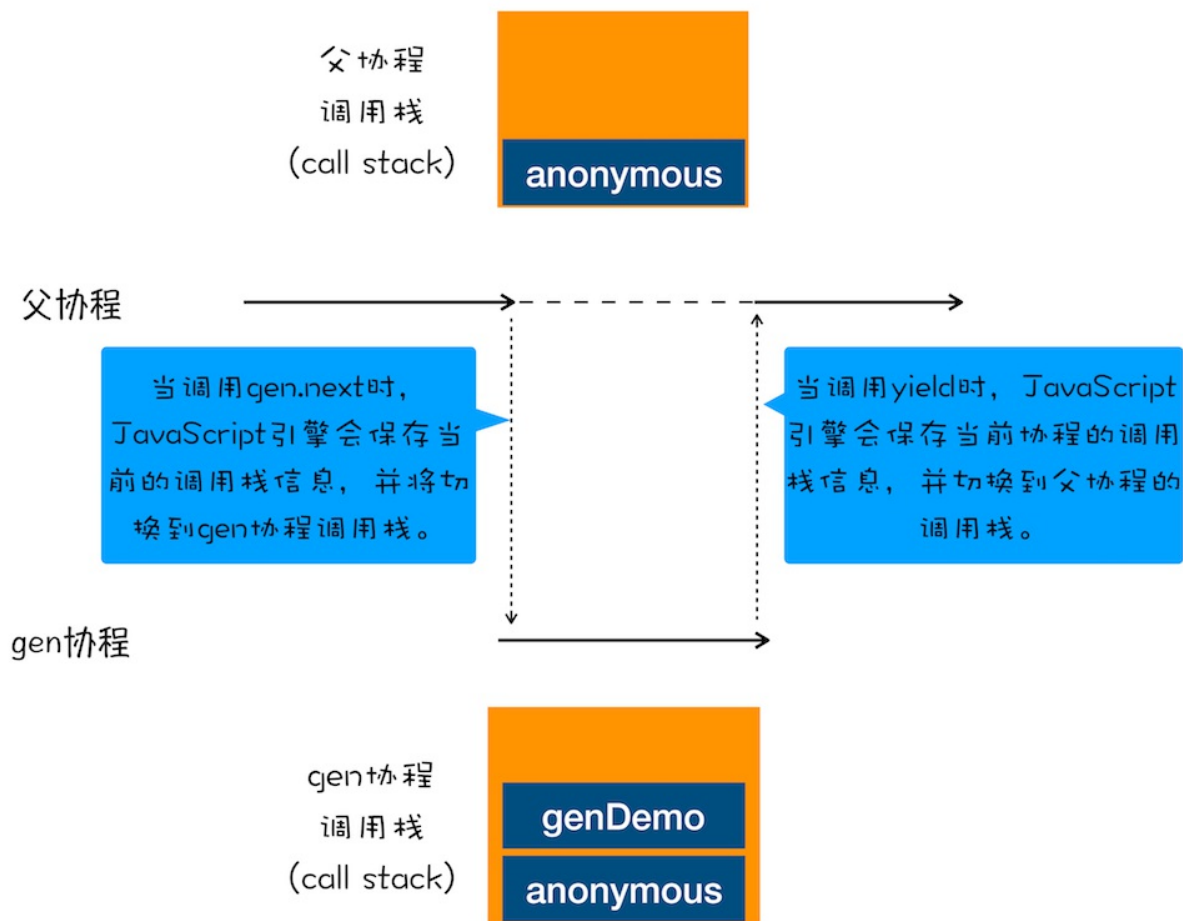 父协程
调用栈
(call stack)
anonymous
父协程
当调用gen.next时，
JavaScript引擎会保存当
前的调用栈信息，并将切
换到gen协程调用栈。
当调用yield时，JavaScript
引擎会保存当前协程的调用
栈信息，并切换到父协程的
调用栈。
gen协程
gen协程
调用栈
(call stack)
genDemo
anonymous